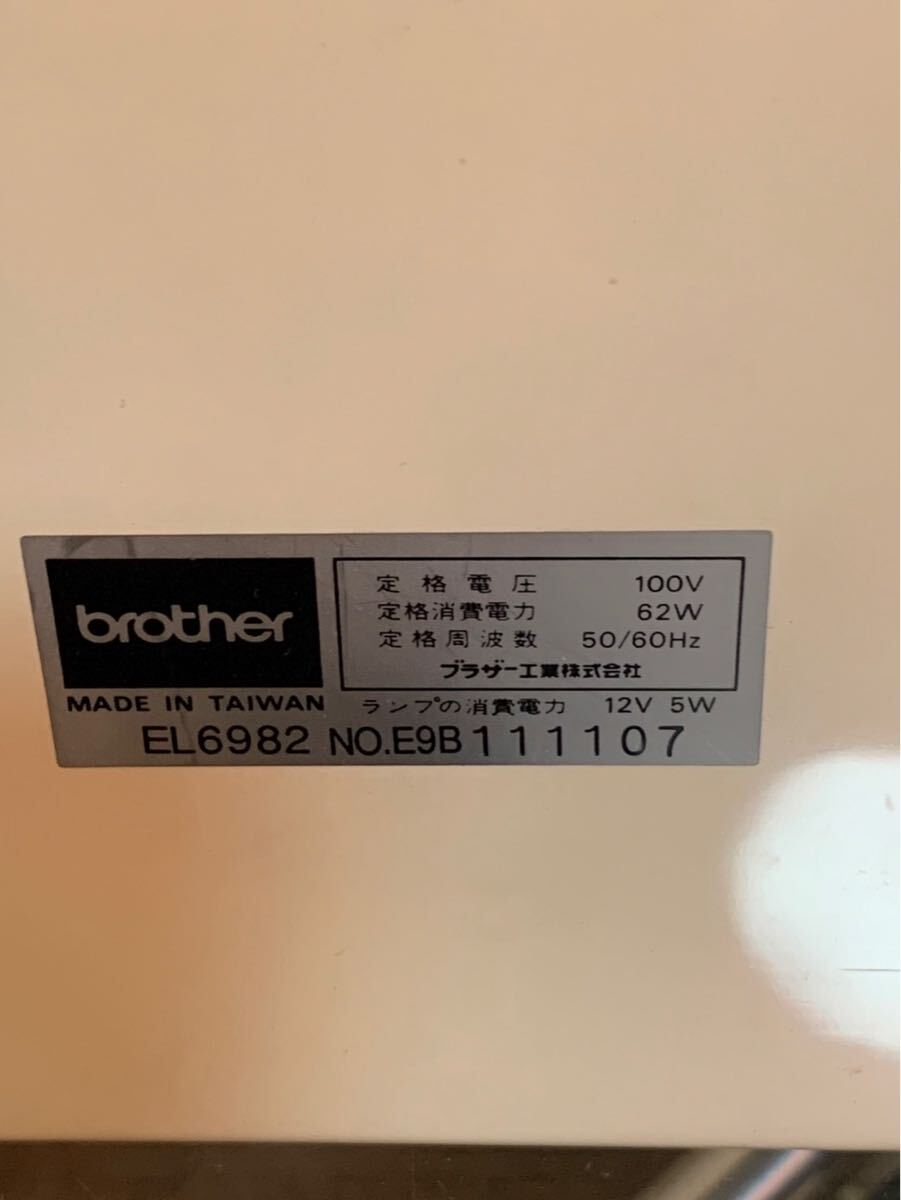 brother
MADE IN TAIWAN
定格電圧 100V
定格消費電力 62W
定格周波数 50/60Hz
ブラザー工業株式会社
ランプの消費電力 12V 5W
EL6982 NO.E9B111107